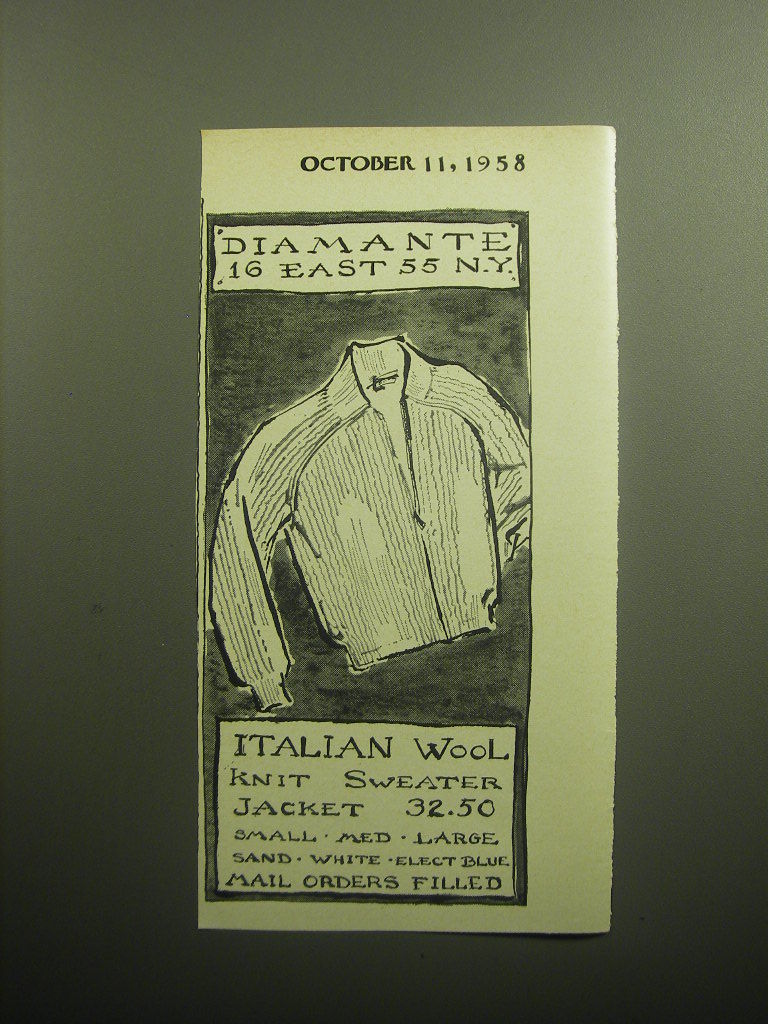 OCTOBER 11, 1958
DIAMANTE
16 EAST 55 N.Y.
ITALIAN WOOL
KNIT SWEATER
JACKET 32.50
SMALL · MED · LARGE
SAND · WHITE · ELECT BLUE
MAIL ORDERS FILLED